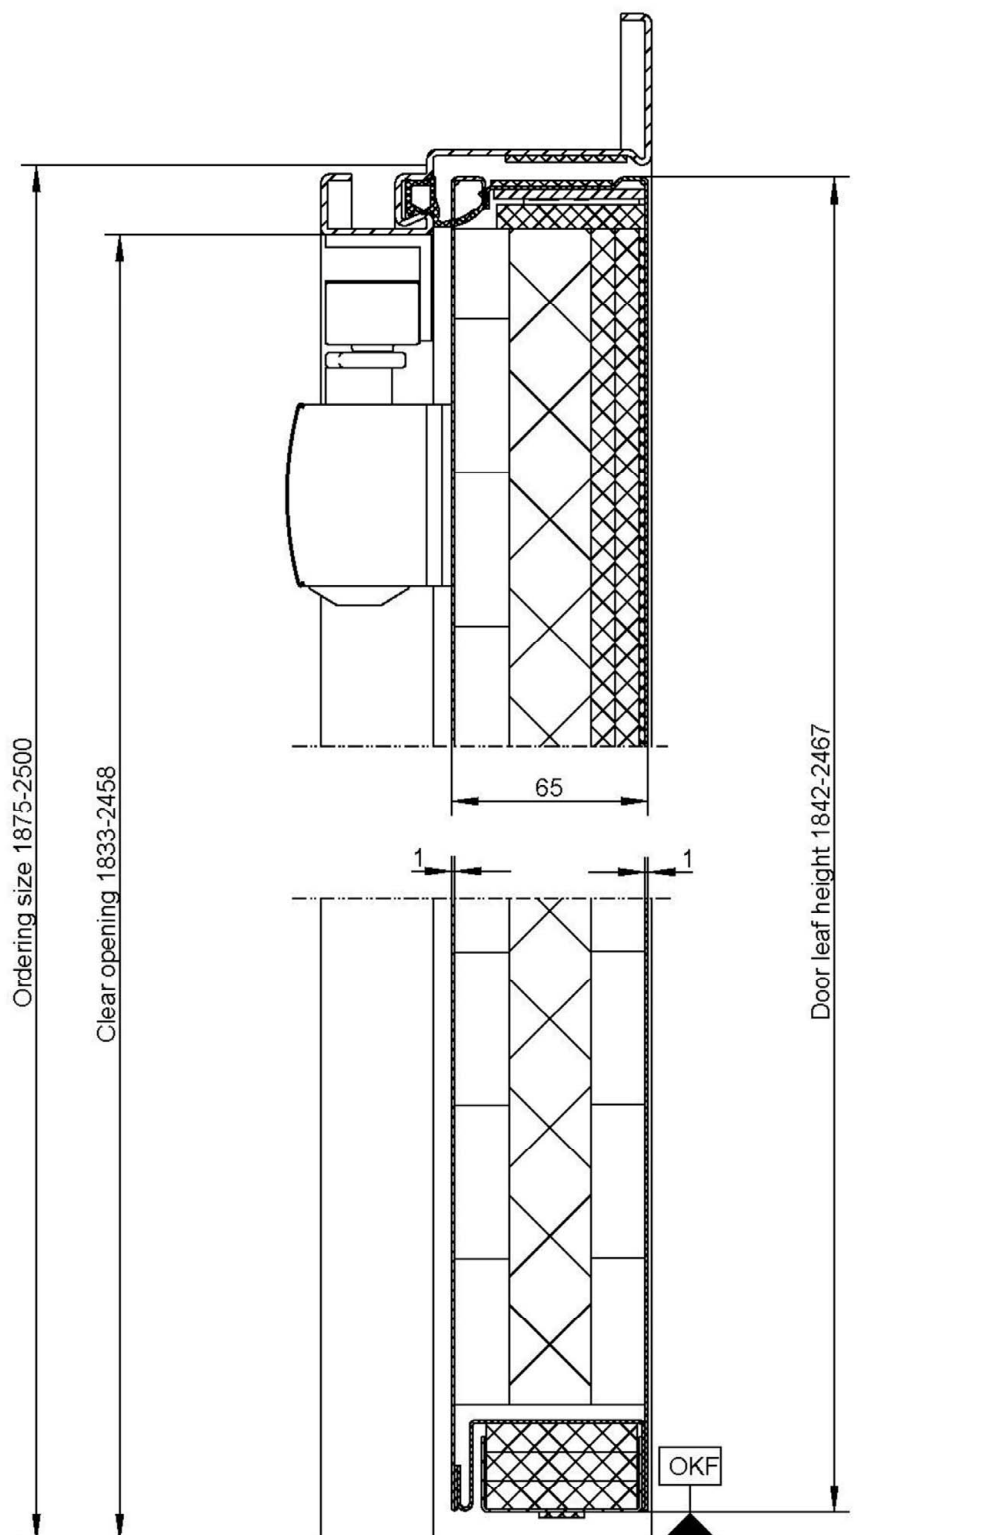 Ordering size 1875-2500
Clear opening 1833-2458
65
1
1
Door leaf height 1842-2467
OKF